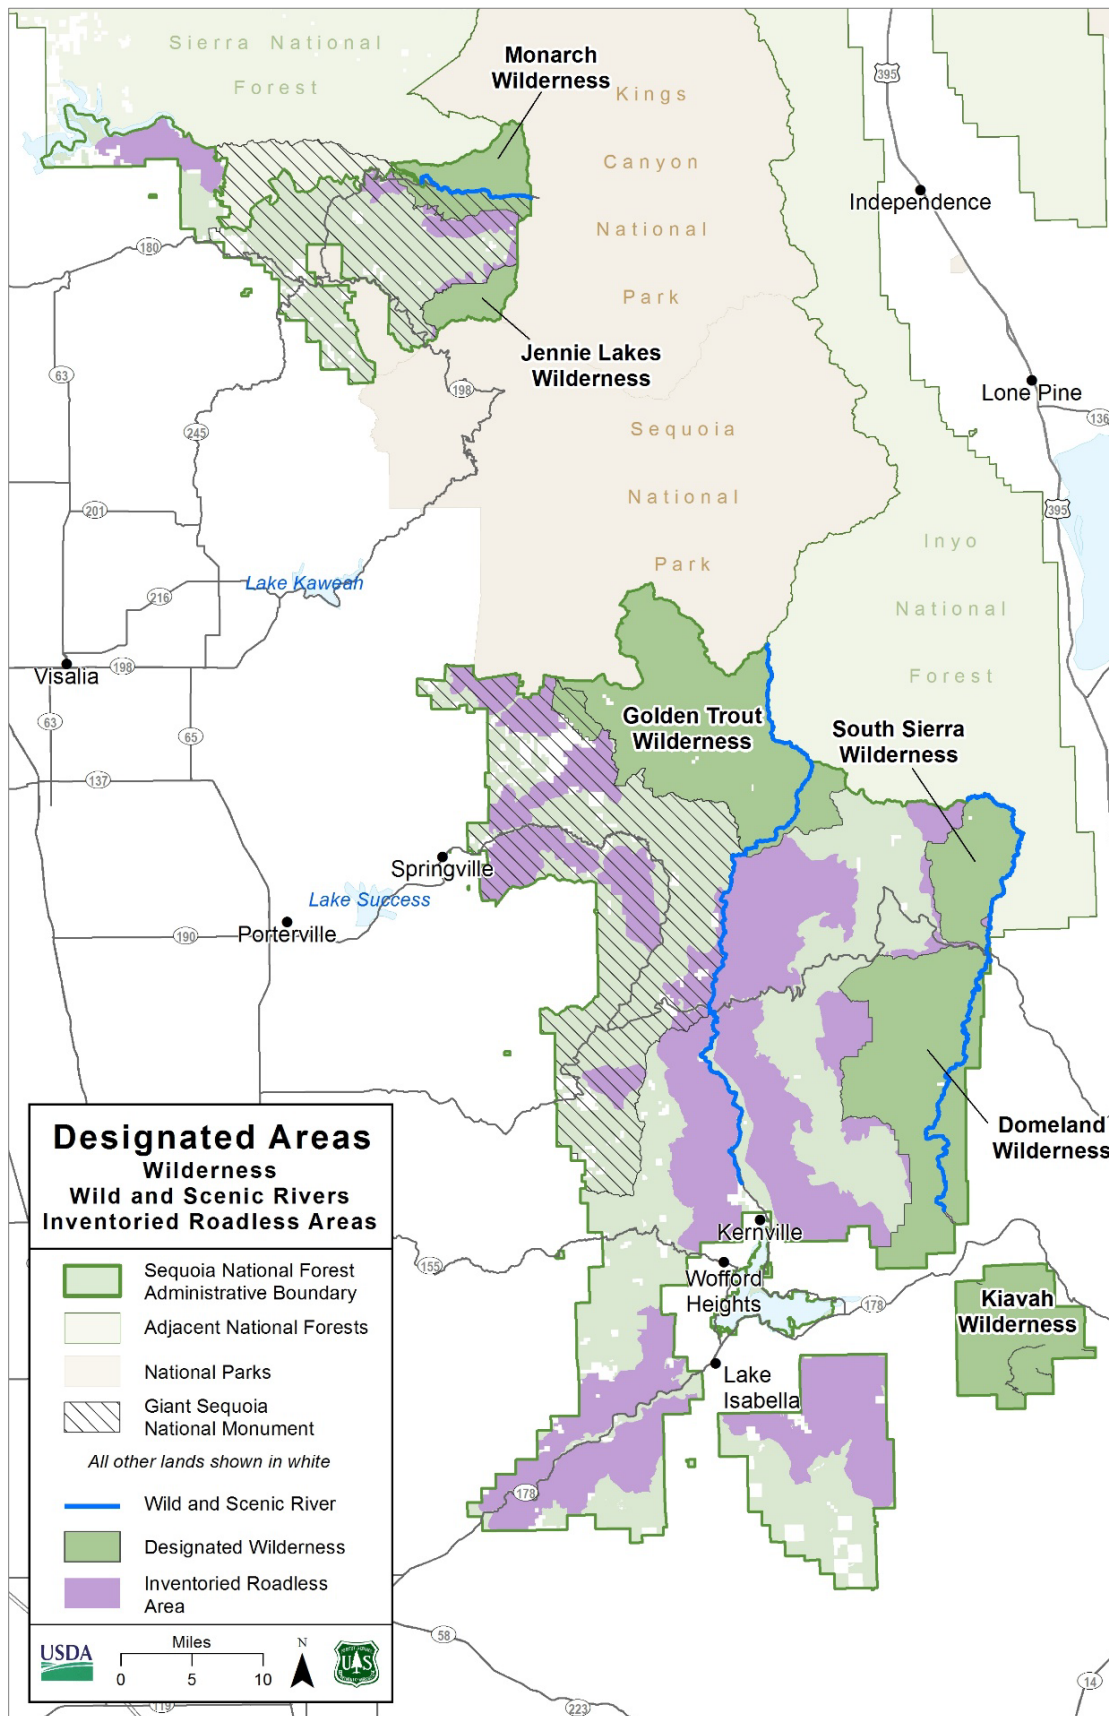 Sierra National
Forest
Monarch
Wilderness
Kings
Canyon
National
Park
395
Independence
180
Jennie Lakes
Wilderness
63
198
Lone Pine
136
245
Sequoia
National
Park
201
395
Inyo
National
Forest
Lake Kaweah
216
Visalia
198
63
65
Golden Trout
Wilderness
South Sierra
Wilderness
137
Springville
Lake Success
Porterville
190
Domeland
Wilderness
Kernville
155
Wofford
Heights
178
Kiavah
Wilderness
Lake
Isabella
178
58
14
223
119
Designated Areas
Wilderness
Wild and Scenic Rivers
Inventoried Roadless Areas
Sequoia National Forest
Administrative Boundary
Adjacent National Forests
National Parks
Giant Sequoia
National Monument
All other lands shown in white
Wild and Scenic River
Designated Wilderness
Inventoried Roadless
Area
USDA
Miles
0 5 10
N
U S